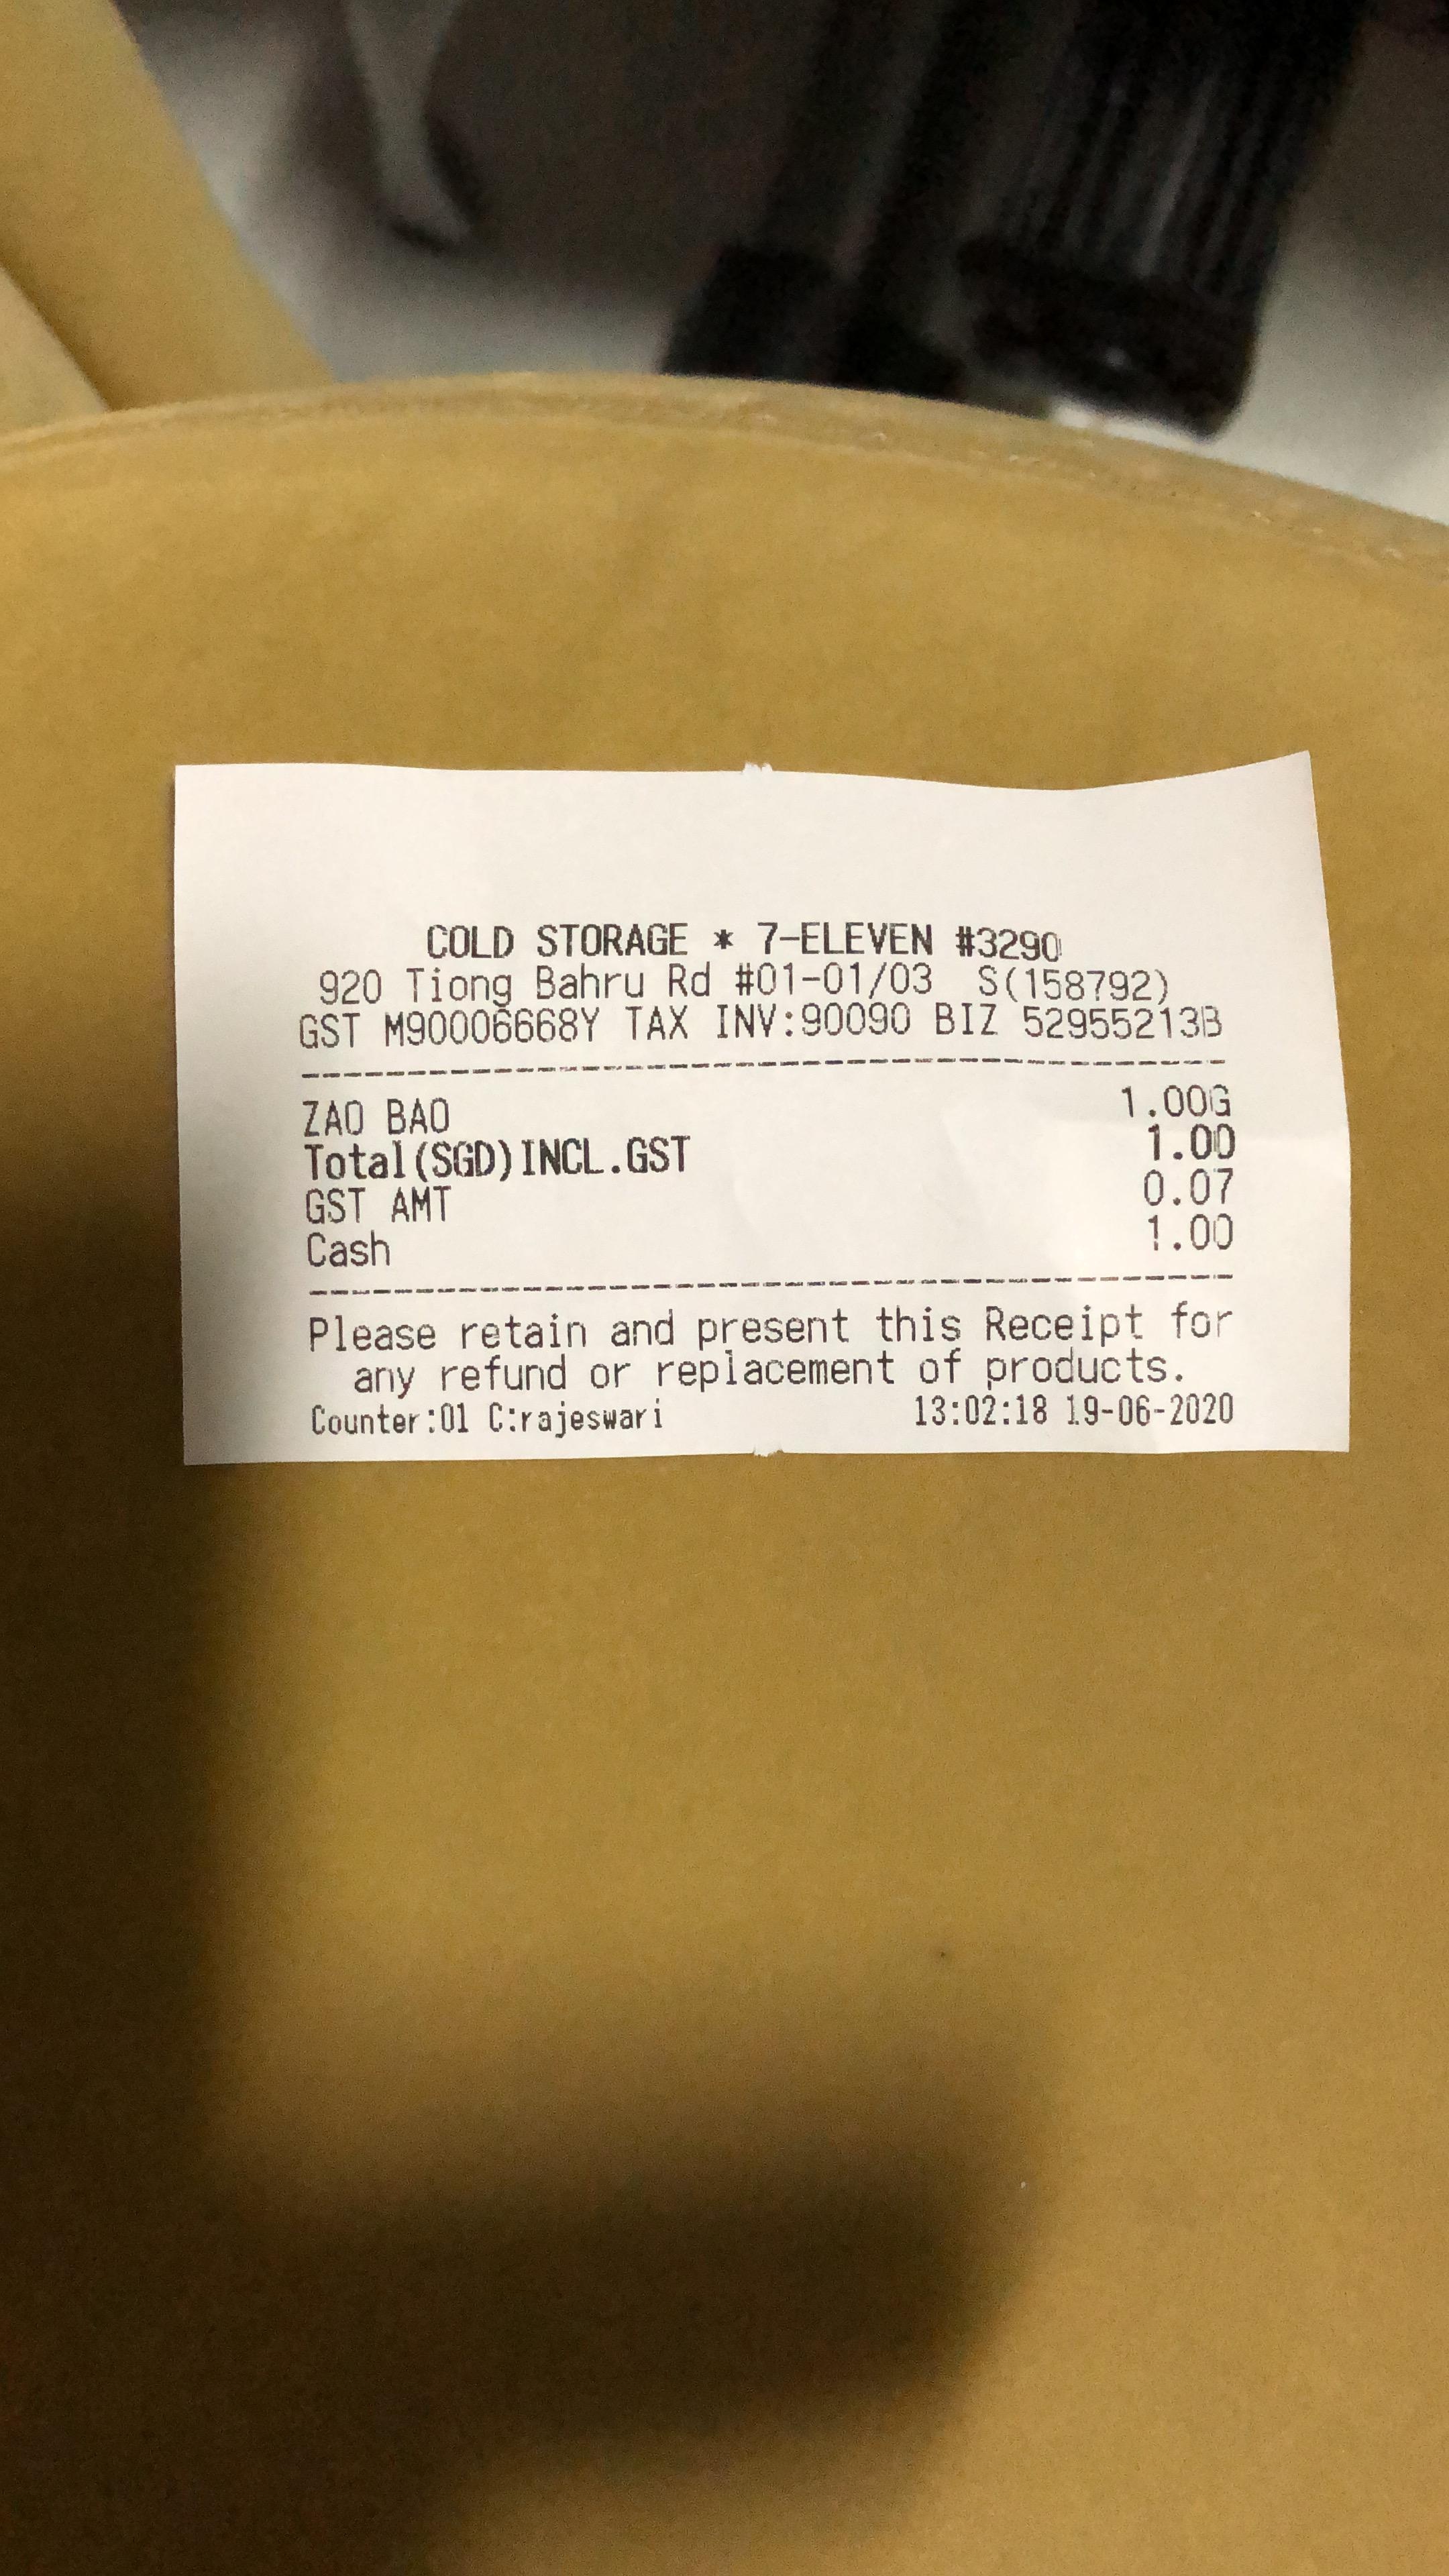 COLD STORAGE * 7-ELEVEN #3290
920 Tiong Bahru Rd #01-01/03 S(158792)
GST M90006668Y TAX INV:90090 BIZ 52955213B
ZAO BAO 1.00G
Total(SGD)INCL.GST 1.00
GST AMT 0.07
Cash 1.00
Please retain and present this Receipt for
any refund or replacement of products.
Counter:01 C:rajeswari 13:02:18 19-06-2020